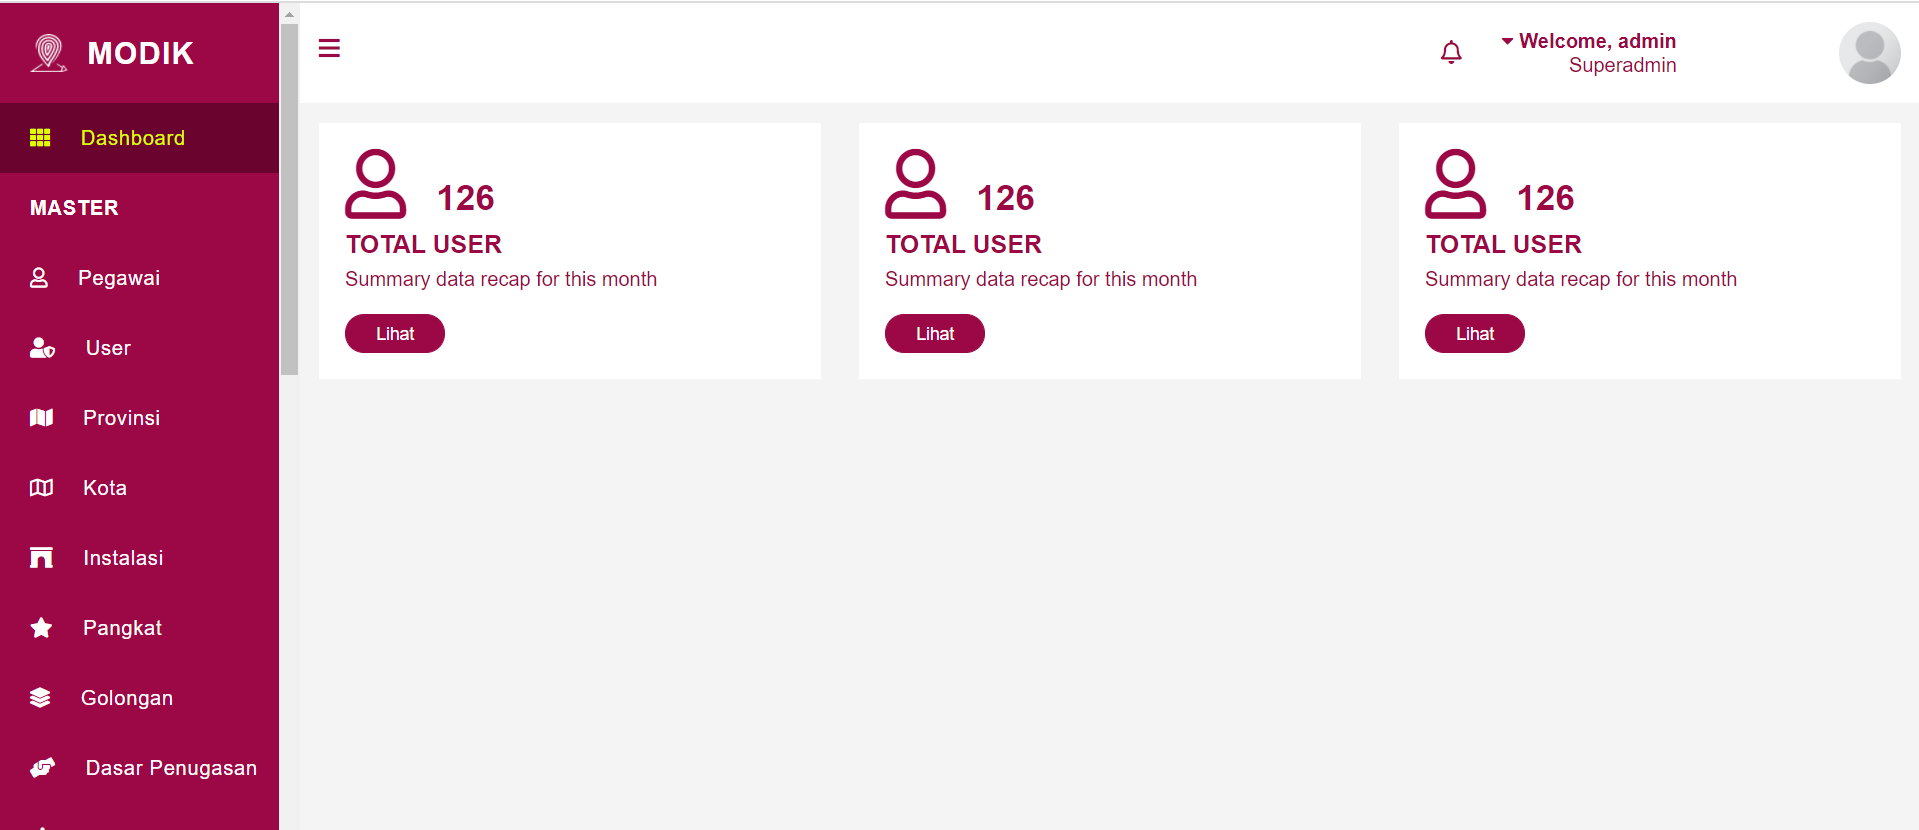 MODIK
Dashboard
MASTER
Pegawai
User
Provinsi
Kota
Instalasi
Pangkat
Golongan
Dasar Penugasan
Welcome, admin
Superadmin
126
TOTAL USER
Summary data recap for this month
Lihat
126
TOTAL USER
Summary data recap for this month
Lihat
126
TOTAL USER
Summary data recap for this month
Lihat